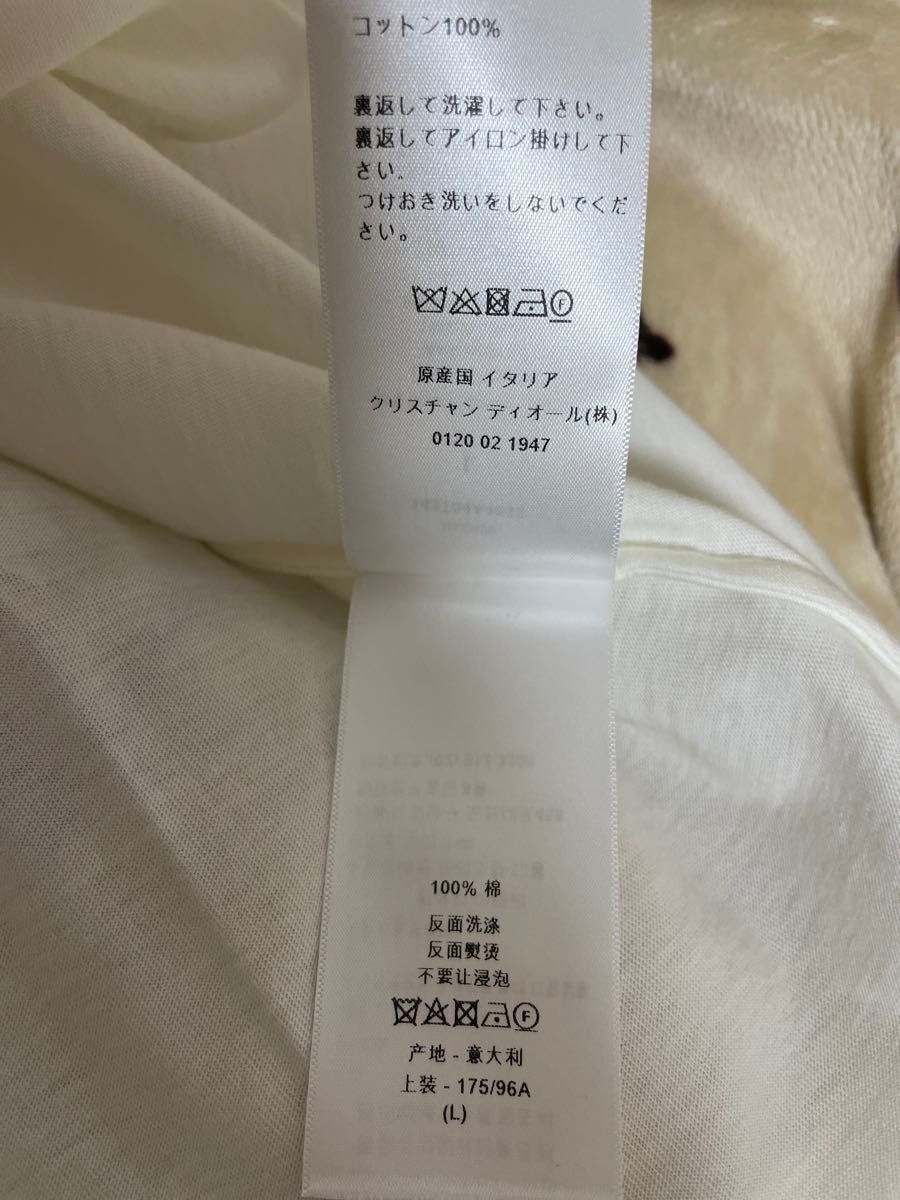 コットン100%
裏返して洗濯して下さい。
裏返してアイロン掛けして下
さい.
つけおき洗いをしないでくだ
さい。
F
原産国 イタリア
クリスチャン ディオール(株)
0120 02 1947
100% 棉
反面洗涤
反面熨烫
不要让浸泡
F
产地 - 意大利
上装 - 175/96A
(L)